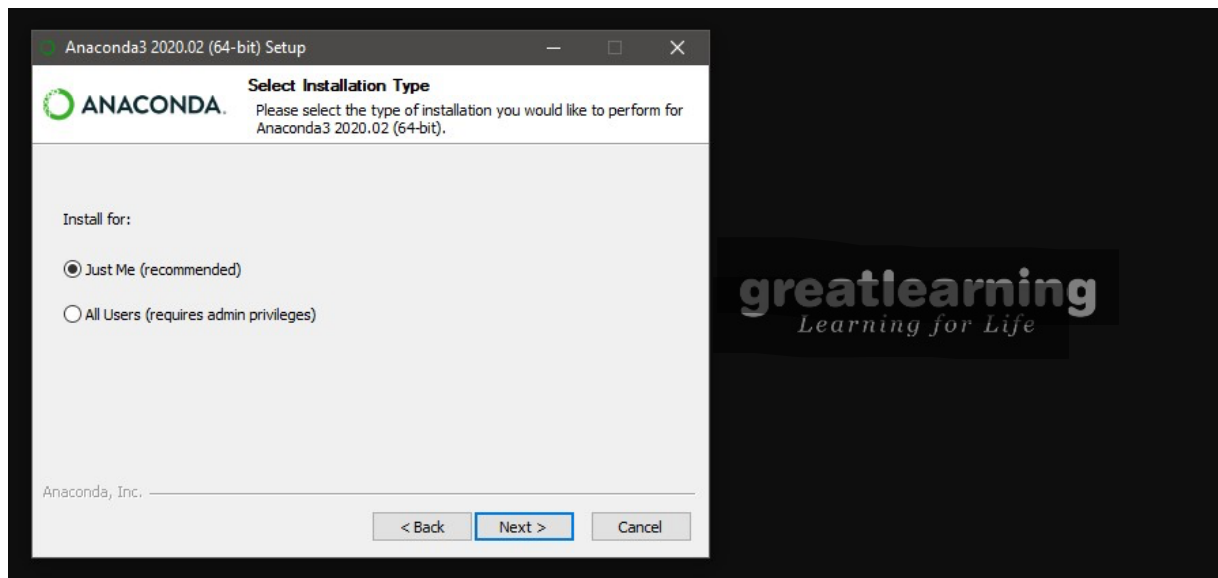 Anaconda3 2020.02 (64-bit) Setup
ANACONDA.
Select Installation Type
Please select the type of installation you would like to perform for
Anaconda3 2020.02 (64-bit).
Install for:
Just Me (recommended)
All Users (requires admin privileges)
Anaconda, Inc.
< Back
Next >
Cancel
greatlearning
Learning for Life